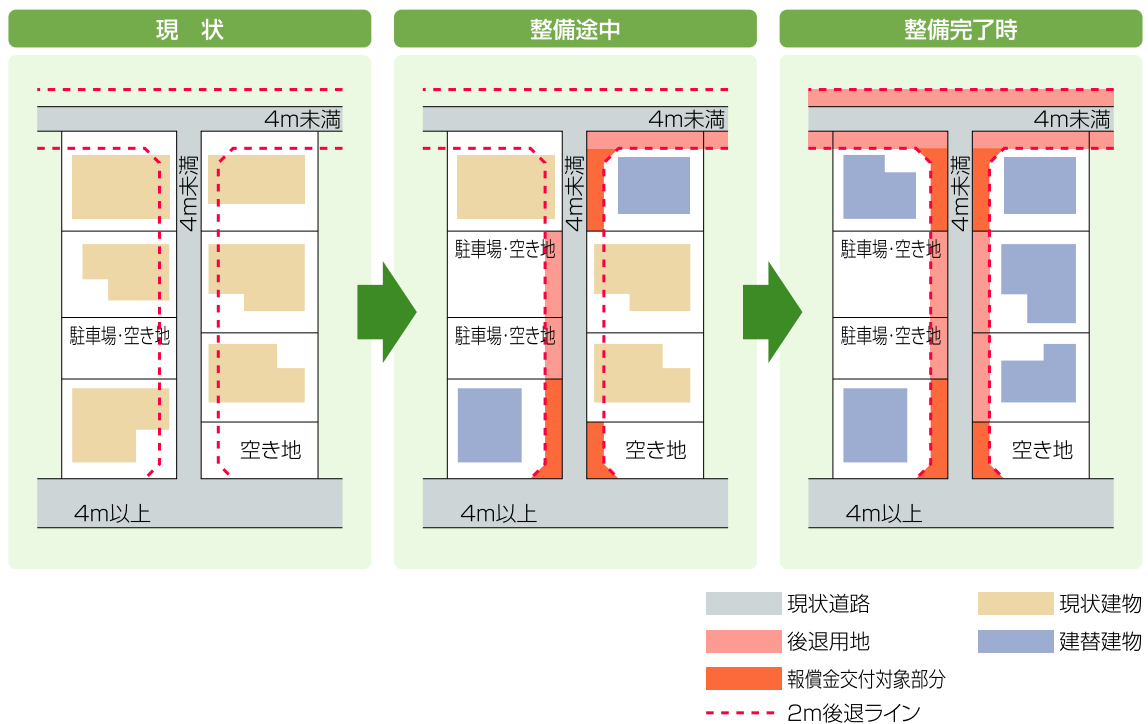 現 状
整備途中
整備完了時
4m未満
4m未満
駐車場・空き地
空き地
4m以上
4m未満
4m未満
駐車場・空き地
駐車場・空き地
空き地
4m以上
4m未満
4m未満
駐車場・空き地
駐車場・空き地
空き地
4m以上
現状道路
現状建物
後退用地
建替建物
報償金交付対象部分
2m後退ライン